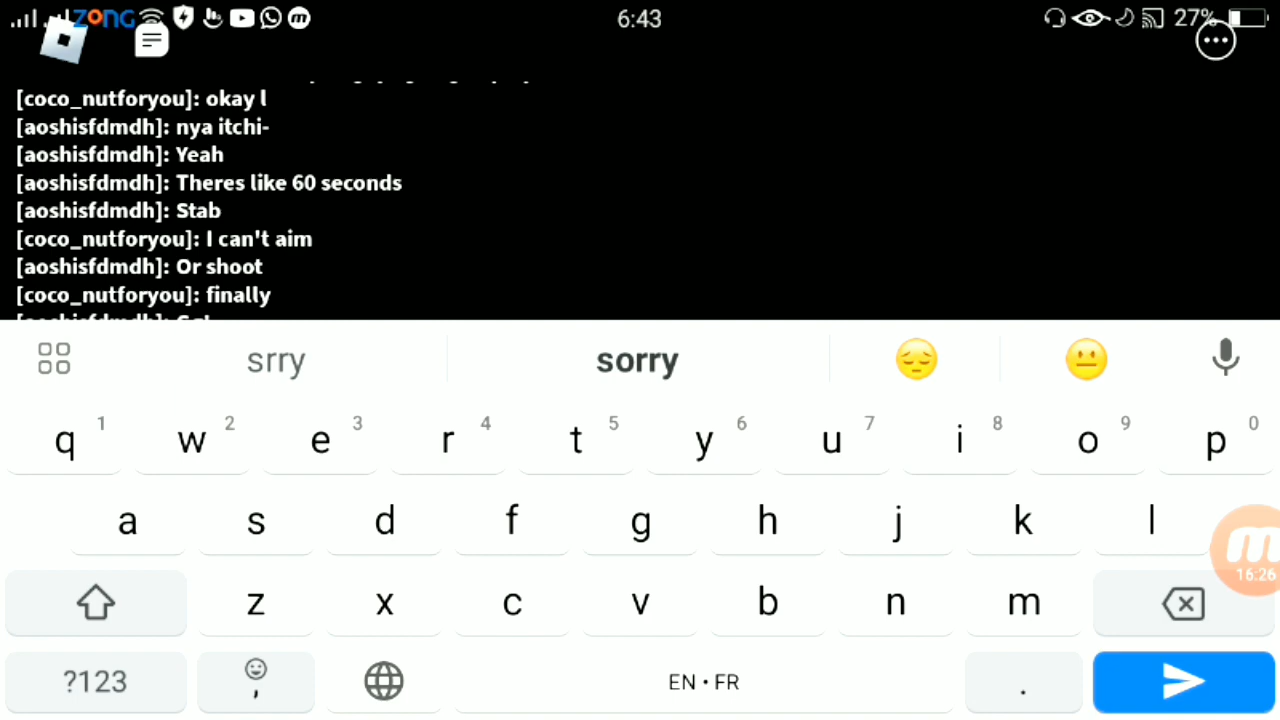 zong 6:43 27%
[coco_nutforyou]: okay l
[aoshisfdmdh]: nya itchi-
[aoshisfdmdh]: Yeah
[aoshisfdmdh]: Theres like 60 seconds
[aoshisfdmdh]: Stab
[coco_nutforyou]: I can't aim
[aoshisfdmdh]: Or shoot
[coco_nutforyou]: finally
[aoshisfdmdh]:
srry sorry
q 1 w 2 e 3 r 4 t 5 y 6 u 7 i 8 o 9 p 0
a s d f g h j k l
m
16:26
z x c v b n m
?123 , EN • FR .